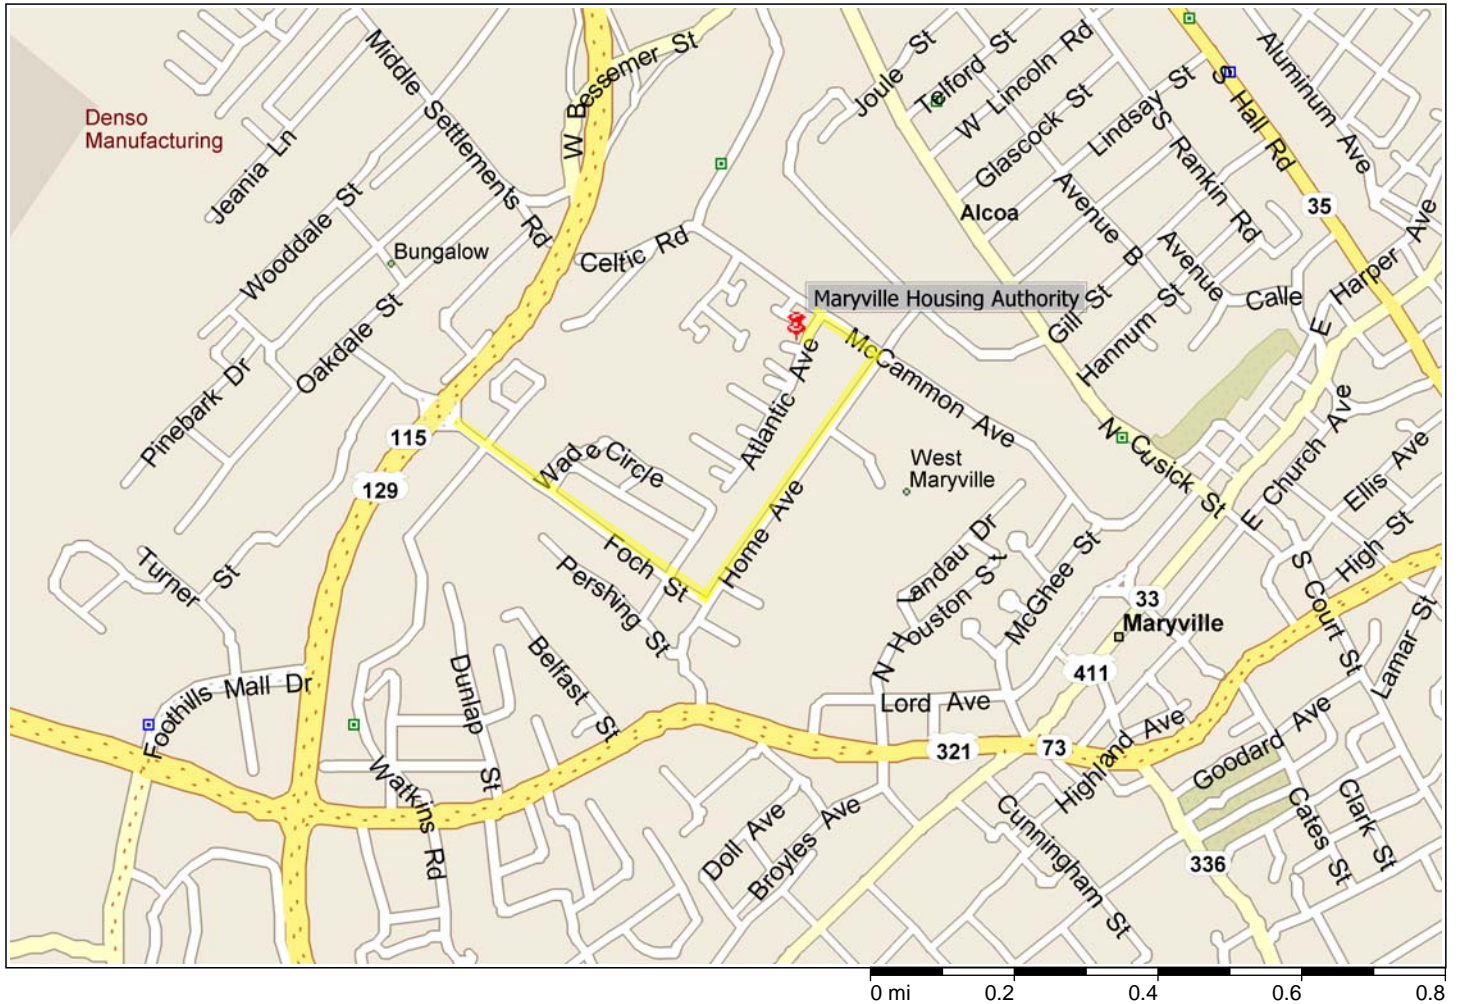 Middle Settlements Rd
W Bessemer St
Joule St
Telford St
W Lincoln Rd
S Hall Rd
Aluminum Ave
Denso
Manufacturing
Jeania Ln
Glascock St
Lindsay St
S Rankin Rd
Wooddale St
Bungalow
Celtic Rd
Alcoa
Avenue B
Avenue
35
Calle
E Harper Ave
Maryville Housing Authority
Gill St
Hannum St
Oakdale St
Pinebark Dr
Atlantic Ave
McCammon Ave
115
129
Wade Circle
West
Maryville
N Cusick St
E Church Ave
Ellis Ave
High St
Home Ave
Foch St
Pershing St
Landau Dr
N Houston St
McGhee St
33
Maryville
411
S Court St
Lamar St
Turner St
Foothills Mall Dr
Dunlap St
Belfast St
Lord Ave
321
73
Highland Ave
Goodard Ave
Watkins Rd
Doll Ave
Broyles Ave
Cunningham St
336
Cates St
Clark St
0 mi 0.2 0.4 0.6 0.8